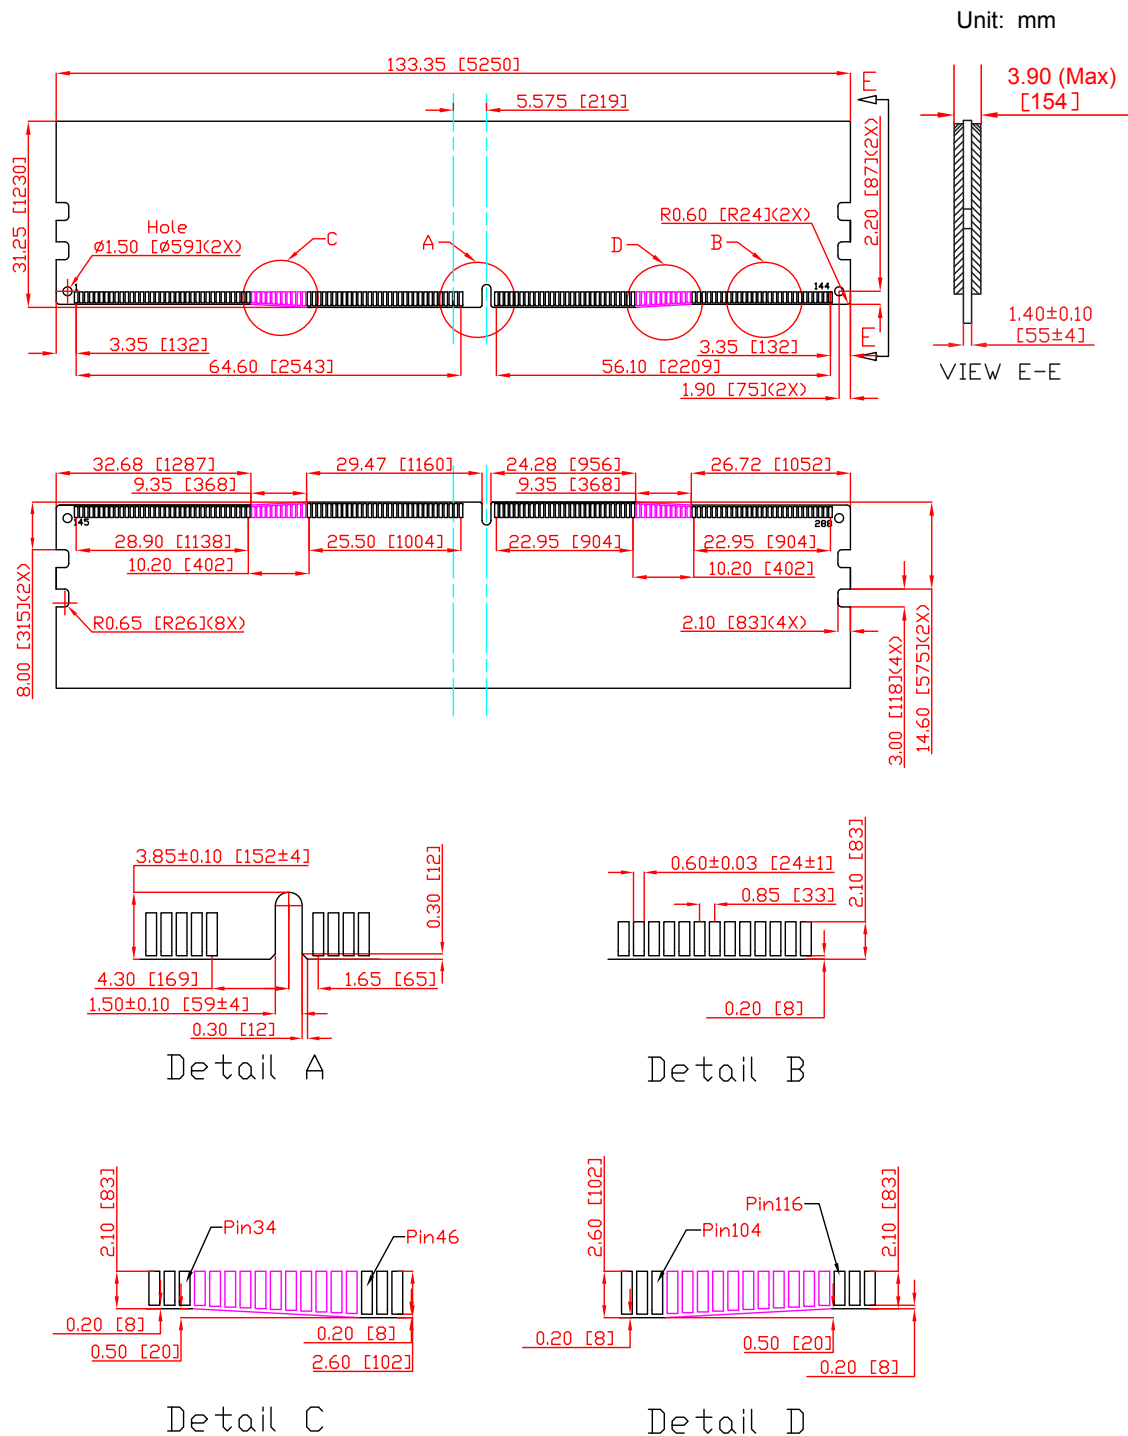 Unit: mm
133.35 [5250]
5.575 [219]
E
3.90 (Max)
[154]
31.25 [1230]
2.20 [87](2X)
Hole
Ø1.50 [Ø59](2X)
C
A
D
B
R0.60 [R24](2X)
1
144
3.35 [132]
64.60 [2543]
3.35 [132]
56.10 [2209]
1.90 [75](2X)
E
1.40±0.10
[55±4]
VIEW E-E
32.68 [1287]
29.47 [1160]
24.28 [956]
26.72 [1052]
9.35 [368]
9.35 [368]
145
288
28.90 [1138]
25.50 [1004]
22.95 [904]
22.95 [904]
10.20 [402]
10.20 [402]
8.00 [315](2X)
R0.65 [R26](8X)
2.10 [83](4X)
3.00 [118](4X)
14.60 [575](2X)
3.85±0.10 [152±4]
0.30 [12]
4.30 [169]
1.65 [65]
1.50±0.10 [59±4]
0.30 [12]
Detail A
0.60±0.03 [24±1]
0.85 [33]
2.10 [83]
0.20 [8]
Detail B
2.10 [83]
Pin34
Pin46
0.20 [8]
0.50 [20]
0.20 [8]
2.60 [102]
Detail C
2.60 [102]
Pin116
Pin104
2.10 [83]
0.20 [8]
0.50 [20]
0.20 [8]
Detail D